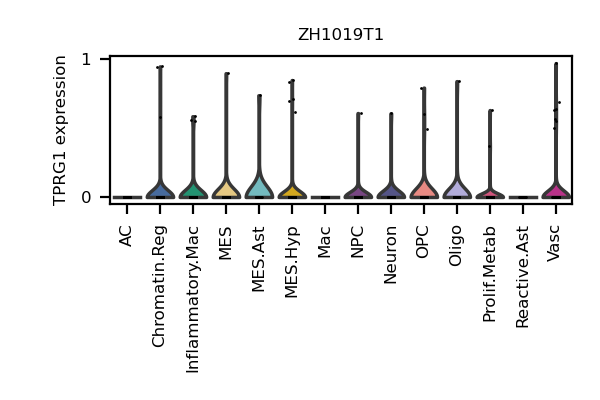 ZH1019T1
TPRG1 expression
1
0
AC
Chromatin.Reg
Inflammatory.Mac
MES
MES.Ast
MES.Hyp
Mac
NPC
Neuron
OPC
Oligo
Prolif.Metab
Reactive.Ast
Vasc